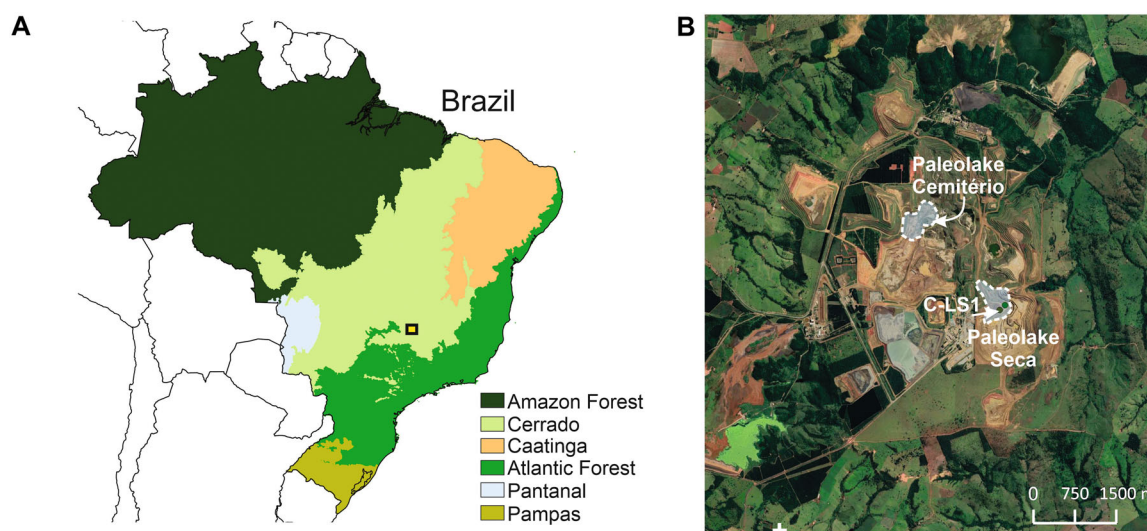 A
Brazil
Amazon Forest
Cerrado
Caatinga
Atlantic Forest
Pantanal
Pampas
B
Paleolake
Cemitério
C-LS1
Paleolake
Seca
0 750 1500 m